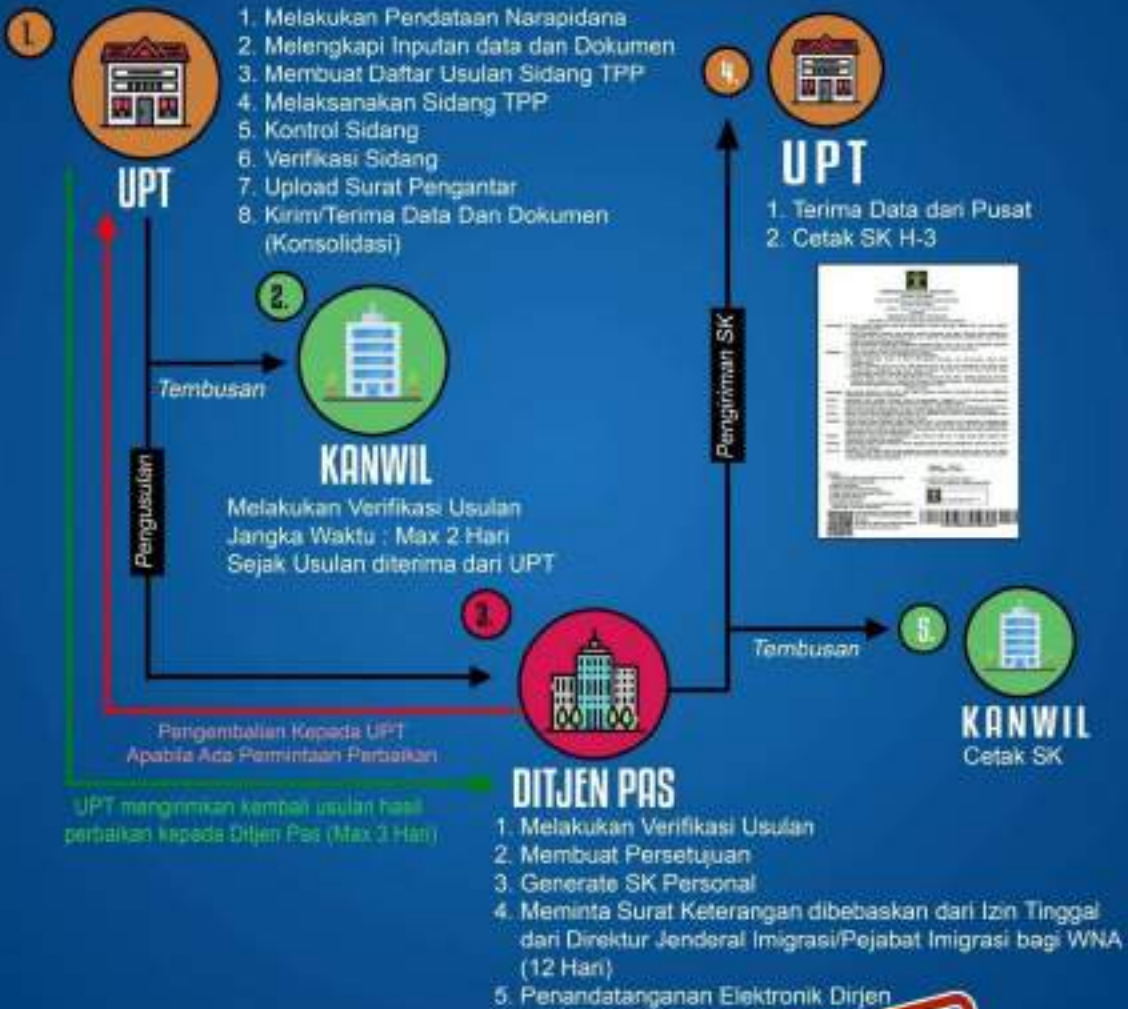 1.
1. Melakukan Pendataan Narapidana
2. Melengkapi Inputan data dan Dokumen
3. Membuat Daftar Usulan Sidang TPP
4. Melaksanakan Sidang TPP
5. Kontrol Sidang
6. Verifikasi Sidang
7. Upload Surat Pengantar
8. Kirim/Terima Data Dan Dokumen
(Konsolidasi)
UPT
2.
Tembusan
KANWIL
Melakukan Verifikasi Usulan
Jangka Waktu : Max 2 Hari
Sejak Usulan diterima dari UPT
Pengusulan
3.
DITJEN PAS
1. Melakukan Verifikasi Usulan
2. Membuat Persetujuan
3. Generate SK Personal
4. Meminta Surat Keterangan dibebaskan dari Izin Tinggal
dari Direktur Jenderal Imigrasi/Pejabat Imigrasi bagi WNA
(12 Hari)
5. Penandatanganan Elektronik Dirjen
Pengembalian Kepada UPT
Apabila Ada Permintaan Perbaikan
UPT mengirimkan kembali usulan hasil
perbaikan kepada Ditjen Pas (Max 3 Hari)
4.
UPT
1. Terima Data dari Pusat
2. Cetak SK H-3
Pengiriman SK
Tembusan
5.
KANWIL
Cetak SK